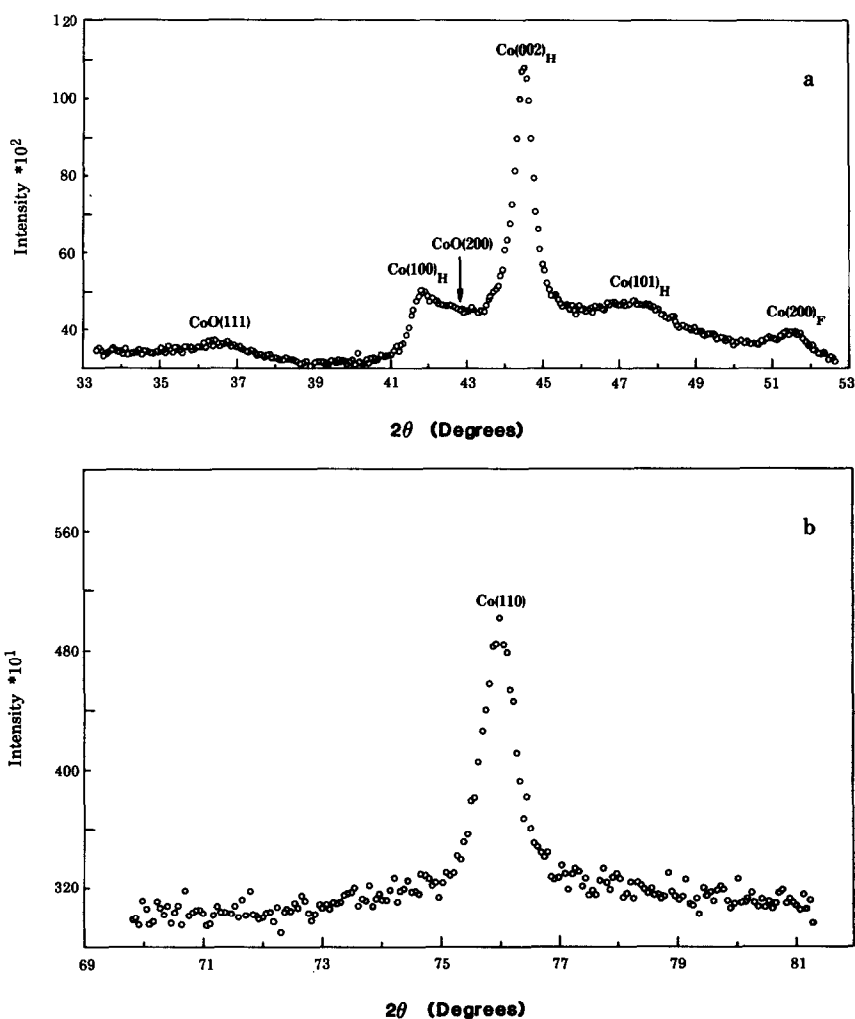 120
Co(002)H
a
100
80
Intensity *10²
CoO(200)
60
Co(100)H
Co(101)H
CoO(111)
Co(200)F
40
33 35 37 39 41 43 45 47 49 51 53
2θ (Degrees)
b
560
Co(110)
480
Intensity *10¹
400
320
69 71 73 75 77 79 81
2θ (Degrees)